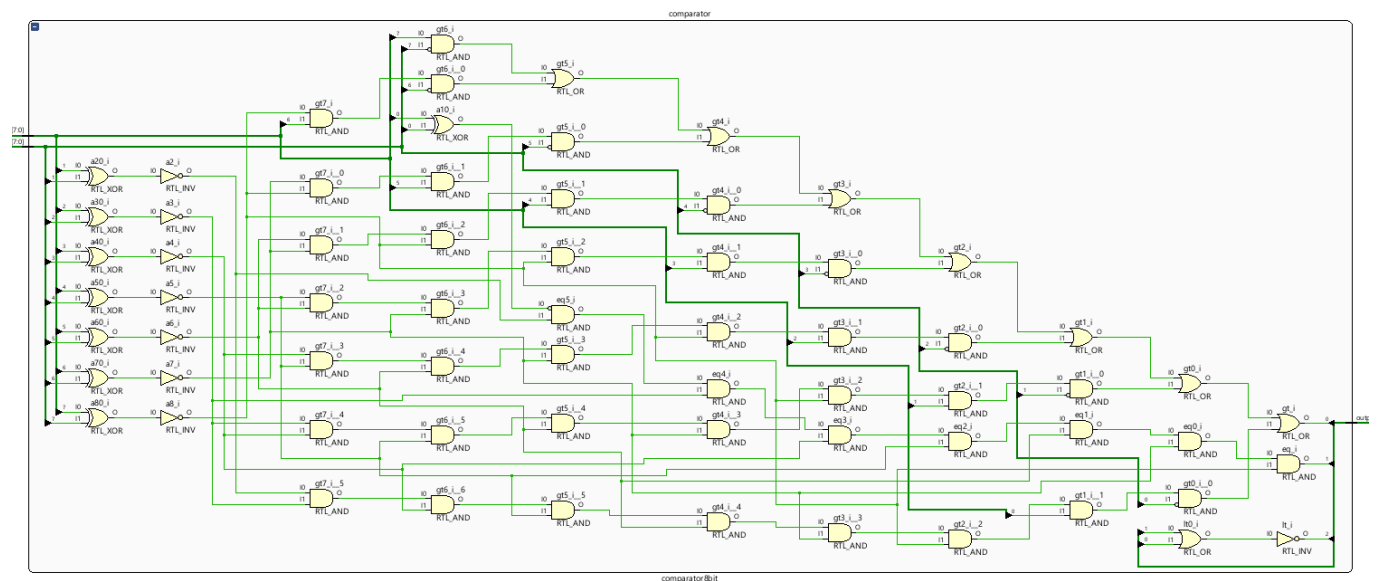 comparator
gt6_i
RTL_AND
gt6_i__0
RTL_AND
gt5_i
RTL_OR
gt7_i
RTL_AND
a10_i
RTL_XOR
gt5_i__0
RTL_AND
gt4_i
RTL_OR
[7:0]
[7:0]
a20_i
RTL_XOR
a2_i
RTL_INV
gt7_i__0
RTL_AND
gt6_i__1
RTL_AND
gt5_i__1
RTL_AND
gt4_i__0
RTL_AND
gt3_i
RTL_OR
a30_i
RTL_XOR
a3_i
RTL_INV
gt7_i__1
RTL_AND
gt6_i__2
RTL_AND
gt5_i__2
RTL_AND
gt4_i__1
RTL_AND
gt3_i__0
RTL_AND
gt2_i
RTL_OR
a40_i
RTL_XOR
a4_i
RTL_INV
a50_i
RTL_XOR
a5_i
RTL_INV
gt7_i__2
RTL_AND
gt6_i__3
RTL_AND
eq5_i
RTL_AND
gt4_i__2
RTL_AND
gt3_i__1
RTL_AND
gt2_i__0
RTL_AND
gt1_i
RTL_OR
a60_i
RTL_XOR
a6_i
RTL_INV
gt7_i__3
RTL_AND
gt6_i__4
RTL_AND
gt5_i__3
RTL_AND
a70_i
RTL_XOR
a7_i
RTL_INV
eq4_i
RTL_AND
gt3_i__2
RTL_AND
gt2_i__1
RTL_AND
gt1_i__0
RTL_AND
gt0_i
RTL_OR
a80_i
RTL_XOR
a8_i
RTL_INV
gt7_i__4
RTL_AND
gt6_i__5
RTL_AND
gt5_i__4
RTL_AND
gt4_i__3
RTL_AND
eq3_i
RTL_AND
eq2_i
RTL_AND
eq1_i
RTL_AND
eq0_i
RTL_AND
gt_i
RTL_OR
eq_i
RTL_AND
gt7_i__5
RTL_AND
gt6_i__6
RTL_AND
gt5_i__5
RTL_AND
gt4_i__4
RTL_AND
gt3_i__3
RTL_AND
gt2_i__2
RTL_AND
gt1_i__1
RTL_AND
gt0_i__0
RTL_AND
lt0_i
RTL_OR
lt_i
RTL_INV
comparator8bit